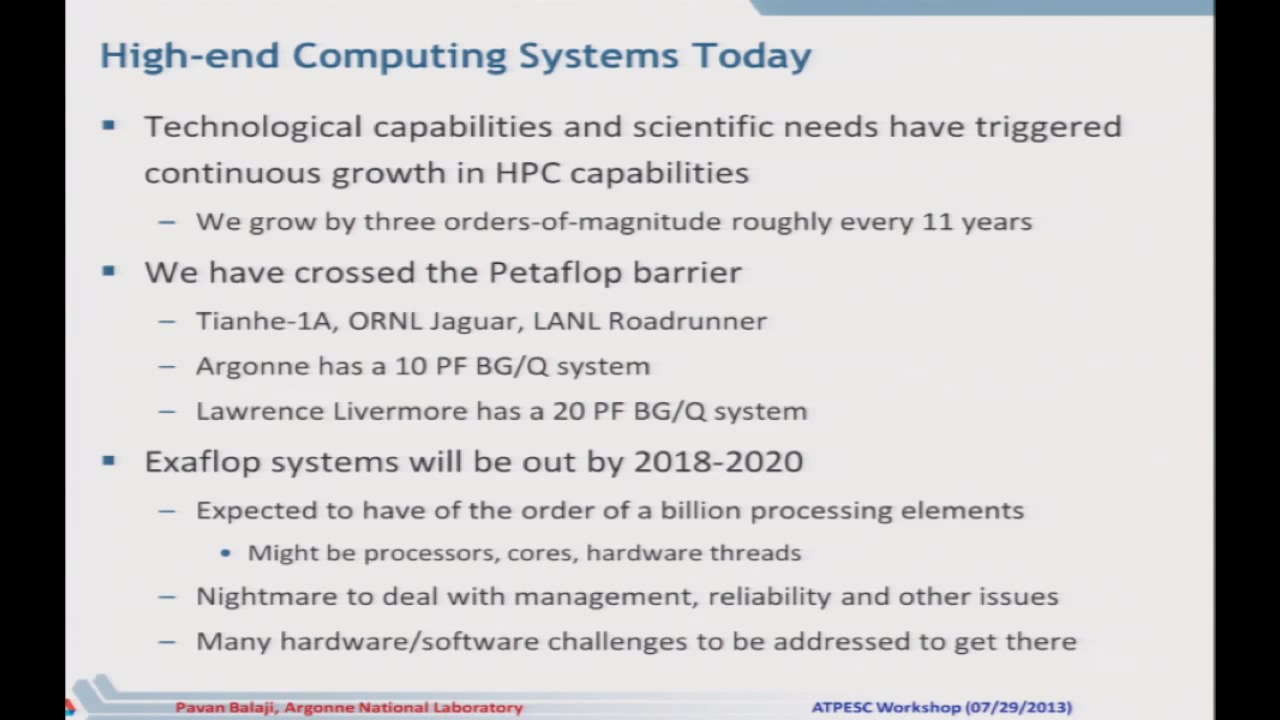 High-end Computing Systems Today
▪ Technological capabilities and scientific needs have triggered
continuous growth in HPC capabilities
– We grow by three orders-of-magnitude roughly every 11 years
▪ We have crossed the Petaflop barrier
– Tianhe-1A, ORNL Jaguar, LANL Roadrunner
– Argonne has a 10 PF BG/Q system
– Lawrence Livermore has a 20 PF BG/Q system
▪ Exaflop systems will be out by 2018-2020
– Expected to have of the order of a billion processing elements
• Might be processors, cores, hardware threads
– Nightmare to deal with management, reliability and other issues
– Many hardware/software challenges to be addressed to get there
Pavan Balaji, Argonne National Laboratory
ATPESC Workshop (07/29/2013)